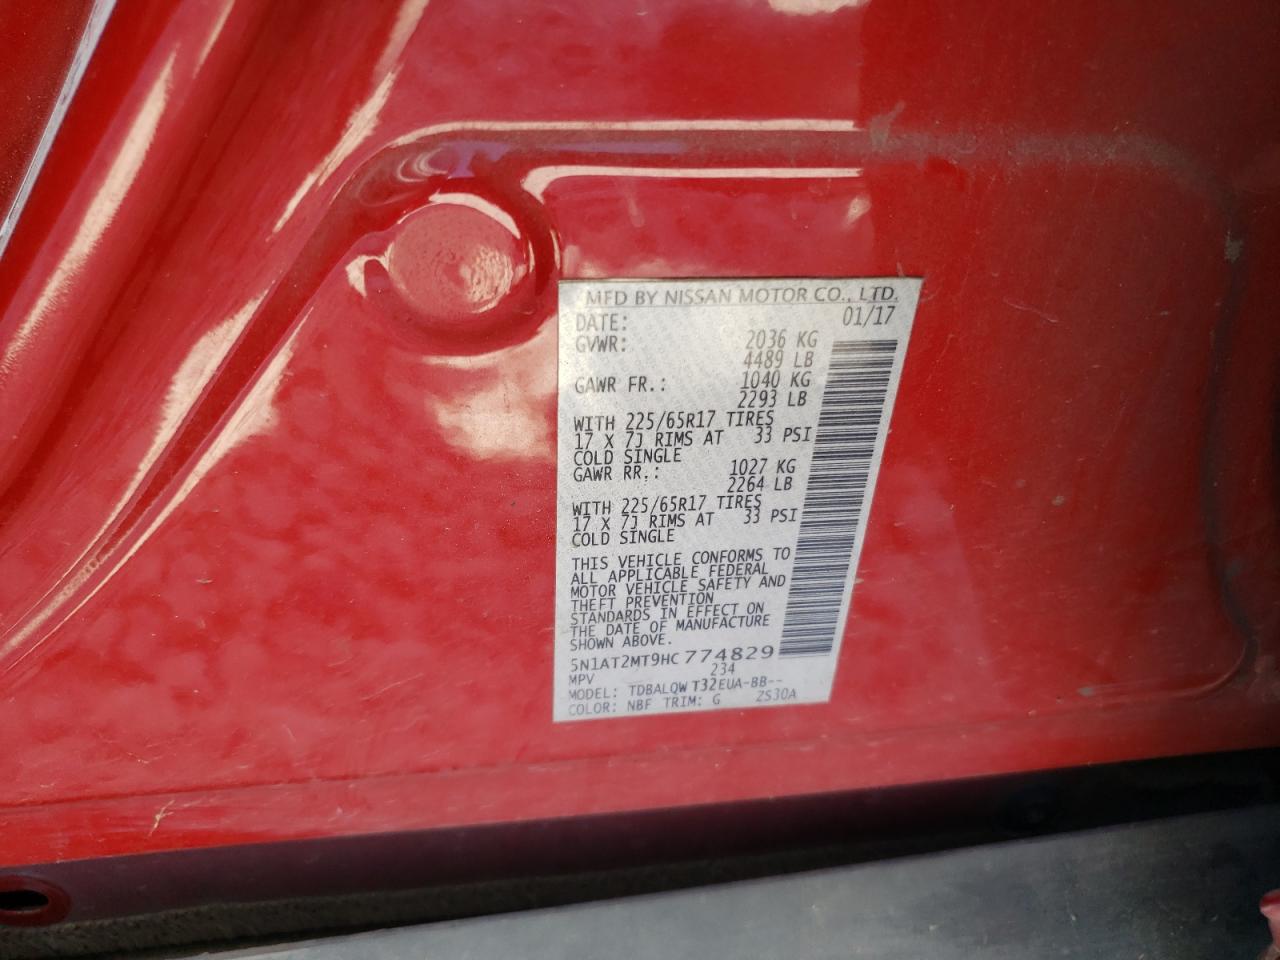 MFD BY NISSAN MOTOR CO., LTD.
DATE: 01/17
GVWR: 2036 KG
4489 LB
GAWR FR.: 1040 KG
2293 LB
WITH 225/65R17 TIRES
17 X 7J RIMS AT 33 PSI
COLD SINGLE
GAWR RR.: 1027 KG
2264 LB
WITH 225/65R17 TIRES
17 X 7J RIMS AT 33 PSI
COLD SINGLE
THIS VEHICLE CONFORMS TO
ALL APPLICABLE FEDERAL
MOTOR VEHICLE SAFETY AND
THEFT PREVENTION
STANDARDS IN EFFECT ON
THE DATE OF MANUFACTURE
SHOWN ABOVE.
5N1AT2MT9HC774829
MPV 234
MODEL: TDBALQW T32EUA-BB--
COLOR: NBF TRIM: G ZS30A